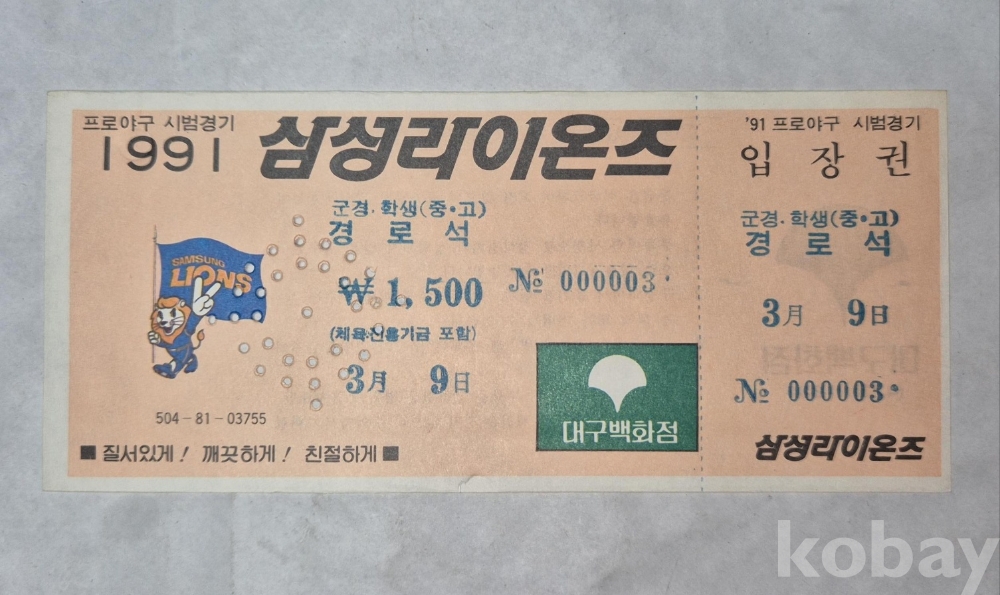 프로야구 시범경기
1991
삼성라이온즈
군경·학생(중·고)
경로석
₩1,500
№ 000003
(체육진흥기금 포함)
3月 9日
SAMSUNG
LIONS
504-81-03755
대구백화점
■ 질서있게! 깨끗하게! 친절하게 ■
'91 프로야구 시범경기
입장권
군경·학생(중·고)
경로석
3月 9日
№ 000003
삼성라이온즈
kobay